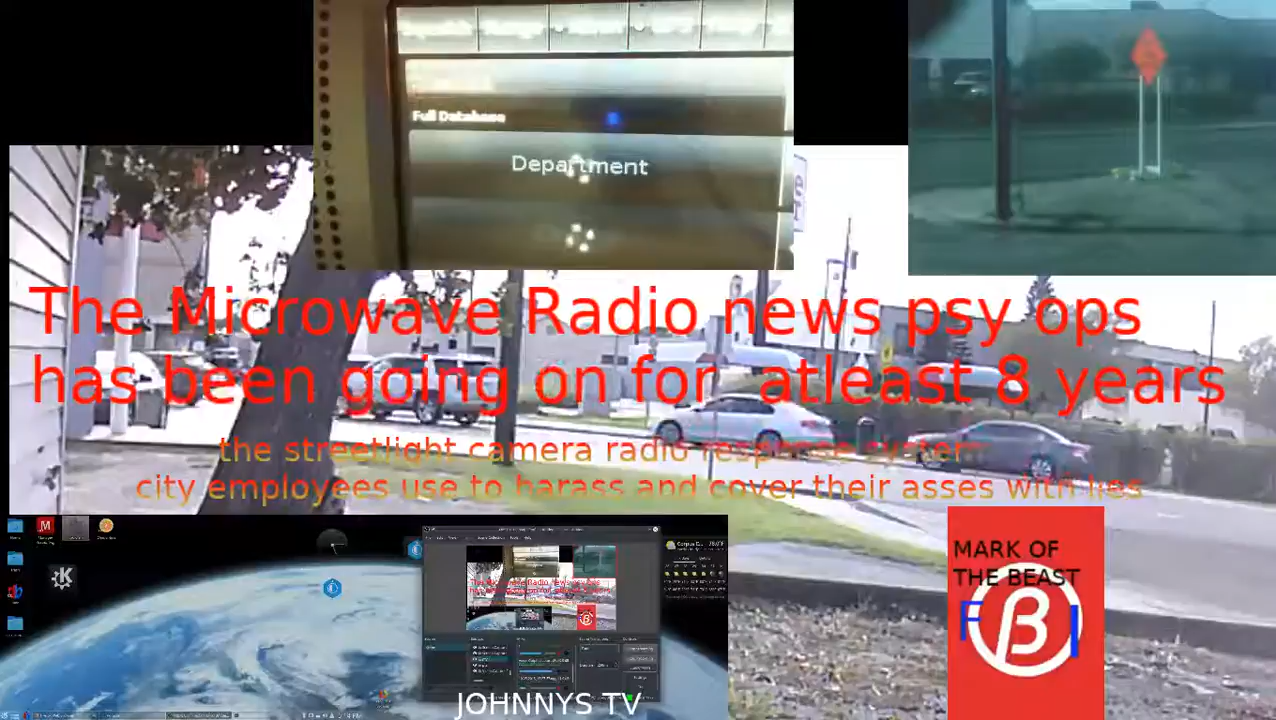 Full Database
Department
The Microwave Radio news psy ops
has been going on for atleast 8 years
the streetlight camera radio response system
city employees use to harass and cover their asses with lies
MARK OF
THE BEAST
F β I
JOHNNYS TV